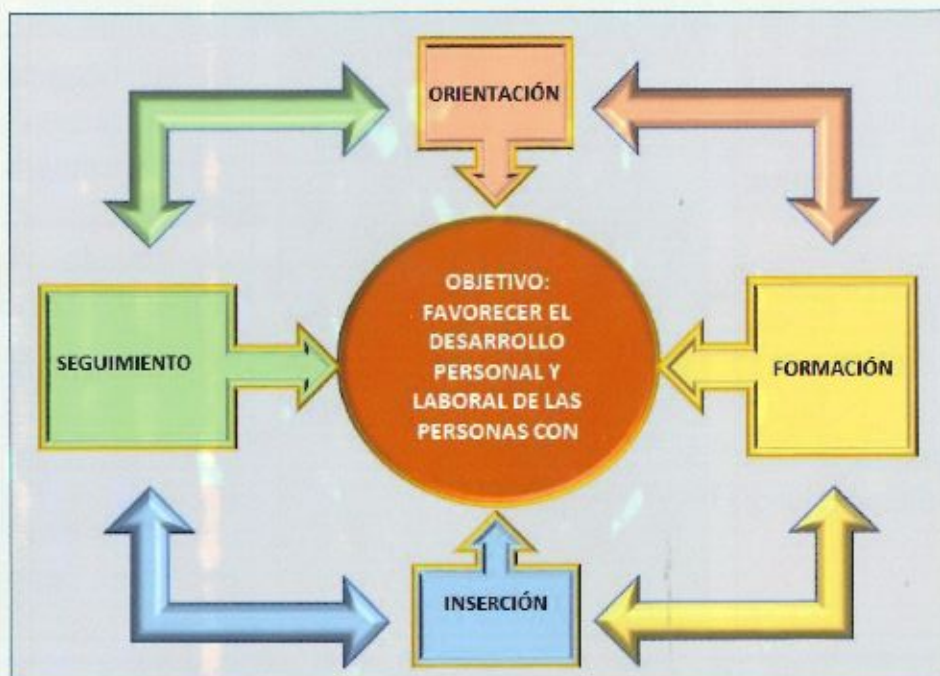 ORIENTACIÓN
OBJETIVO:
FAVORECER EL
DESARROLLO
PERSONAL Y
LABORAL DE LAS
PERSONAS CON
SEGUIMIENTO
FORMACIÓN
INSERCIÓN